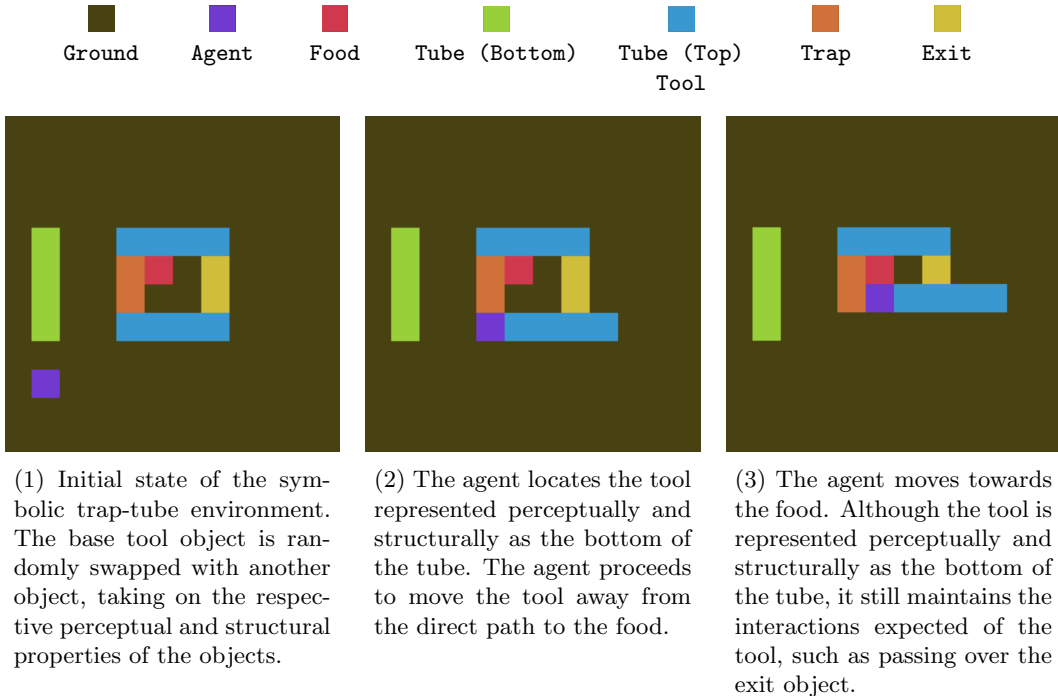 Ground Agent Food Tube (Bottom) Tube (Top) Trap Exit
Tool
(1) Initial state of the sym-
bolic trap-tube environment.
The base tool object is ran-
domly swapped with another
object, taking on the respec-
tive perceptual and structural
properties of the objects.
(2) The agent locates the tool
represented perceptually and
structurally as the bottom of
the tube. The agent proceeds
to move the tool away from
the direct path to the food.
(3) The agent moves towards
the food. Although the tool is
represented perceptually and
structurally as the bottom of
the tube, it still maintains the
interactions expected of the
tool, such as passing over the
exit object.